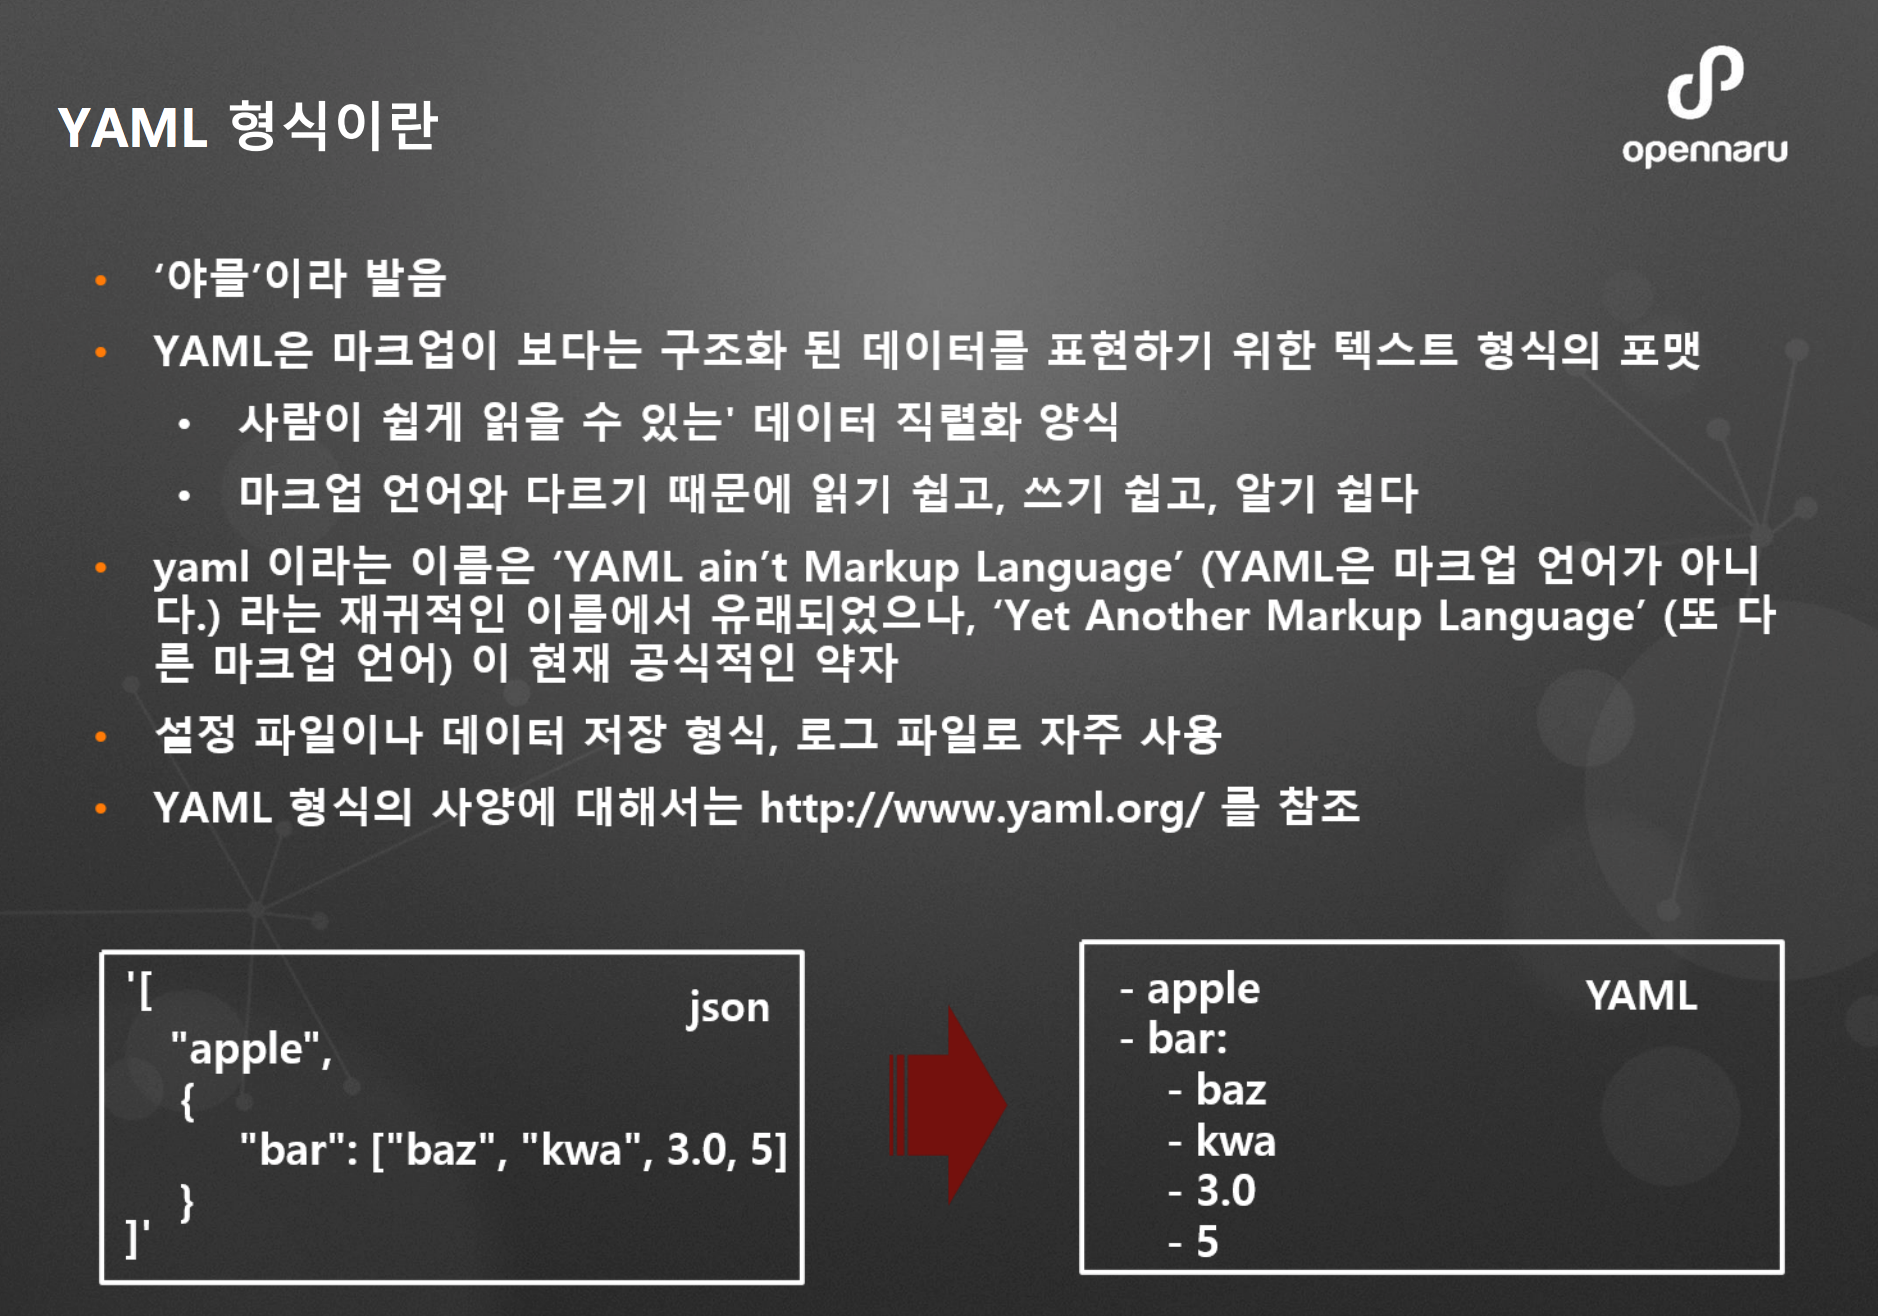 YAML 형식이란
opennaru
• ‘야믈’이라 발음
• YAML은 마크업이 보다는 구조화 된 데이터를 표현하기 위한 텍스트 형식의 포맷
• 사람이 쉽게 읽을 수 있는' 데이터 직렬화 양식
• 마크업 언어와 다르기 때문에 읽기 쉽고, 쓰기 쉽고, 알기 쉽다
• yaml 이라는 이름은 ‘YAML ain’t Markup Language’ (YAML은 마크업 언어가 아니
다.) 라는 재귀적인 이름에서 유래되었으나, ‘Yet Another Markup Language’ (또 다
른 마크업 언어) 이 현재 공식적인 약자
• 설정 파일이나 데이터 저장 형식, 로그 파일로 자주 사용
• YAML 형식의 사양에 대해서는 http://www.yaml.org/ 를 참조
json
'[
"apple",
{
"bar": ["baz", "kwa", 3.0, 5]
}
]'
YAML
- apple
- bar:
- baz
- kwa
- 3.0
- 5